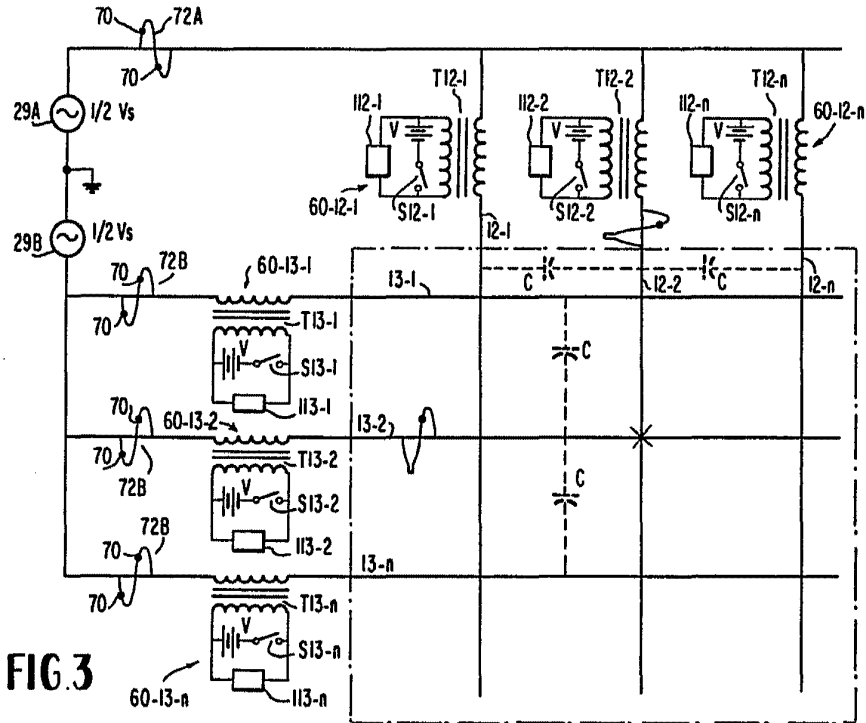 70 72A
70
29A 1/2 Vs
T12-1 T12-2 T12-n
112-1 112-2 112-n
V V V
60-12-n
60-12-1 S12-1 S12-2 S12-n
29B 1/2 Vs
12-1
70 72B 60-13-1 13-1 C 12-2 C 12-n
70
T13-1
V S13-1 C
113-1
70 60-13-2 13-2
70 72B T13-2
V S13-2 C
113-2
70 72B 13-n
70
T13-n
V S13-n
FIG.3
60-13-n 113-n